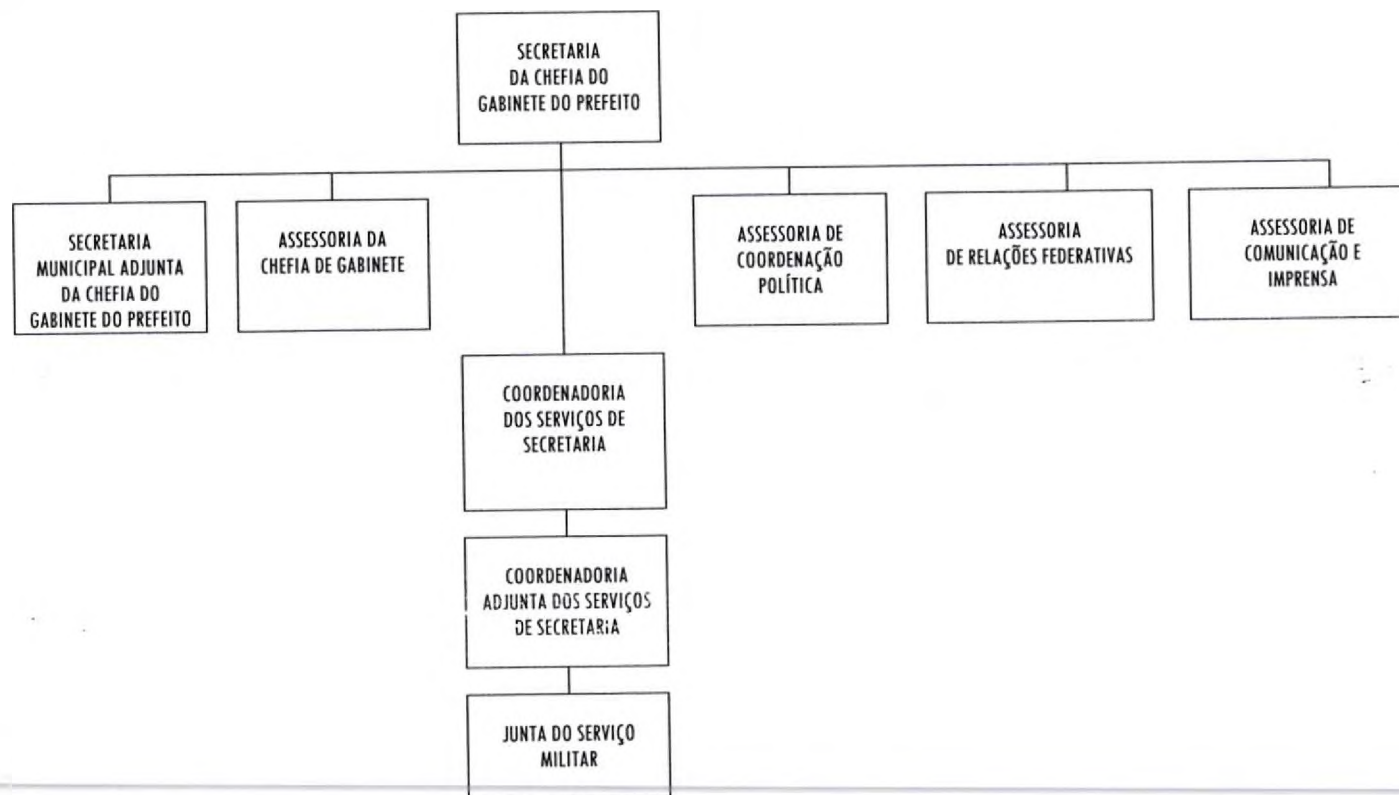 SECRETARIA
DA CHEFIA DO
GABINETE DO PREFEITO
SECRETARIA
MUNICIPAL ADJUNTA
DA CHEFIA DO
GABINETE DO PREFEITO
ASSESSORIA DA
CHEFIA DE GABINETE
ASSESSORIA DE
COORDENAÇÃO
POLÍTICA
ASSESSORIA
DE RELAÇÕES FEDERATIVAS
ASSESSORIA DE
COMUNICAÇÃO E
IMPRENSA
COORDENADORIA
DOS SERVIÇOS DE
SECRETARIA
COORDENADORIA
ADJUNTA DOS SERVIÇOS
DE SECRETARIA
JUNTA DO SERVIÇO
MILITAR